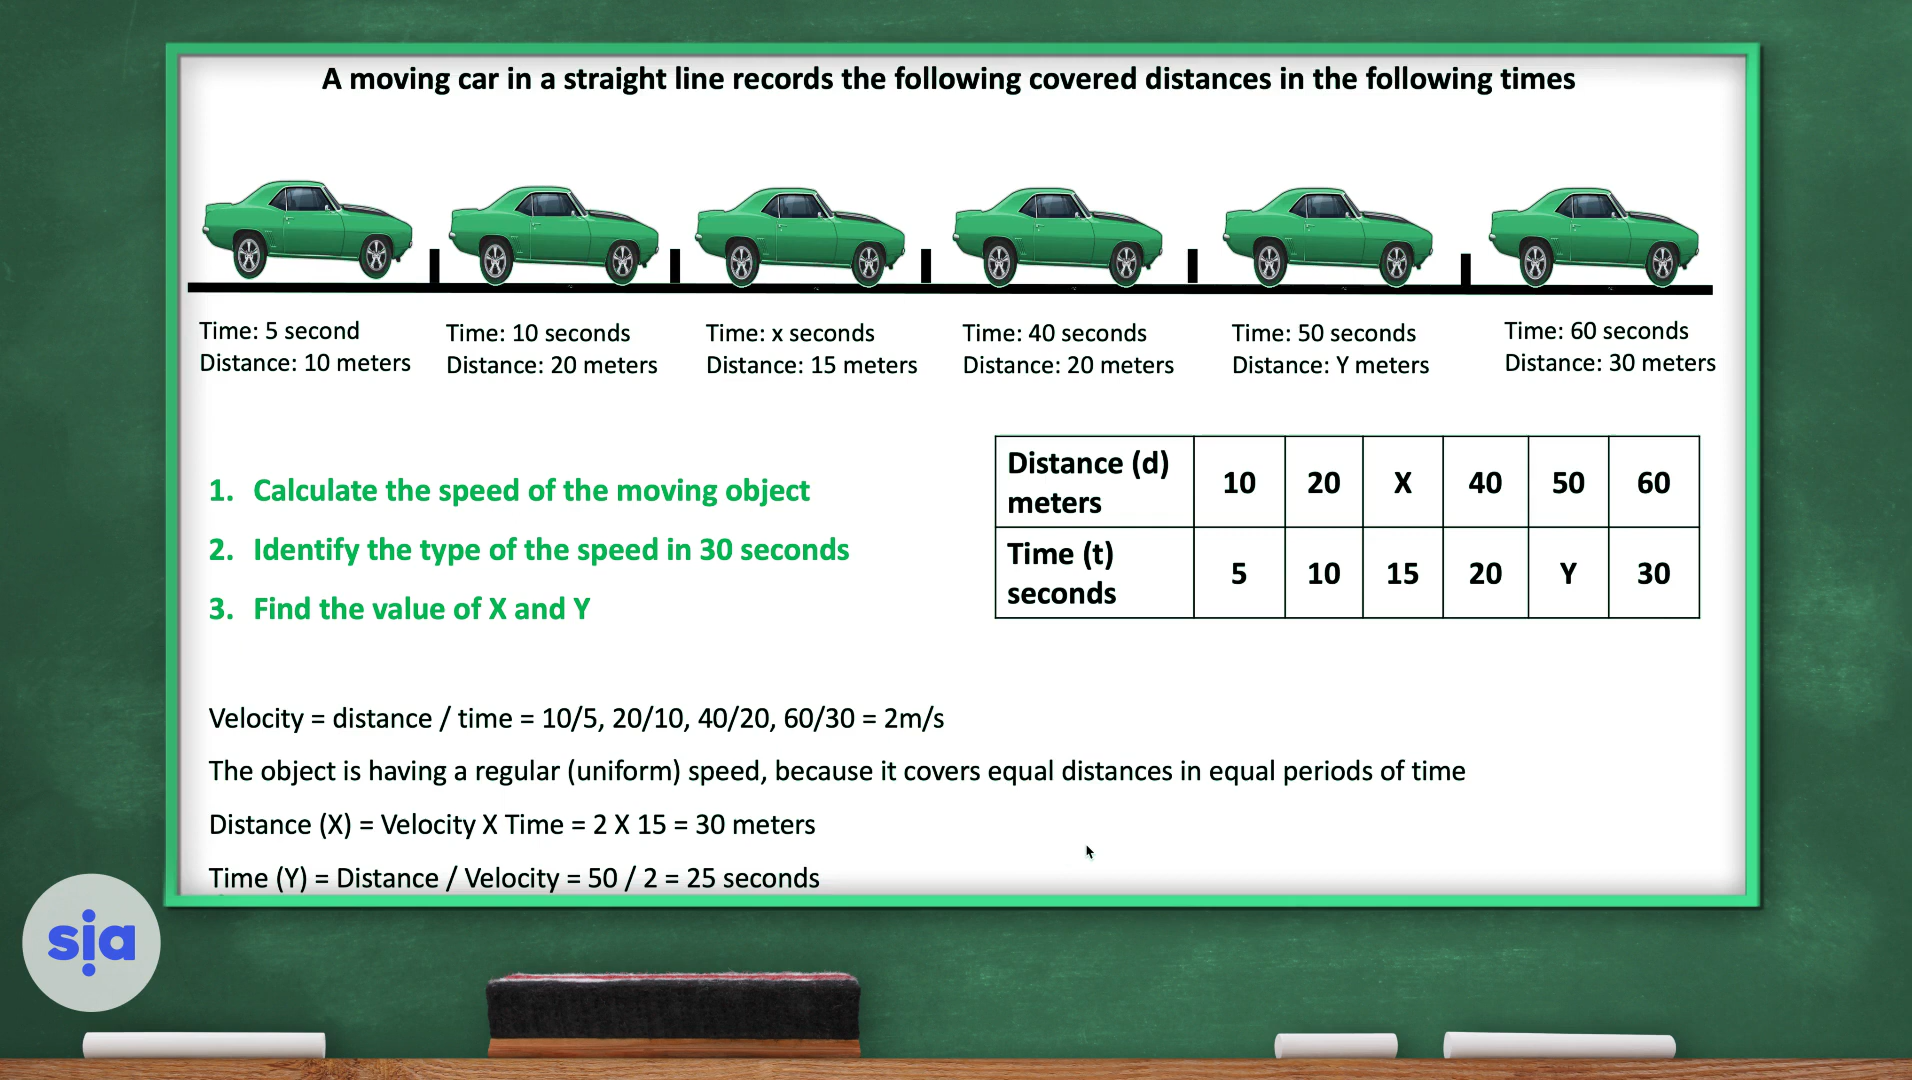 A moving car in a straight line records the following covered distances in the following times
Time: 5 second
Distance: 10 meters
Time: 10 seconds
Distance: 20 meters
Time: x seconds
Distance: 15 meters
Time: 40 seconds
Distance: 20 meters
Time: 50 seconds
Distance: Y meters
Time: 60 seconds
Distance: 30 meters
1. Calculate the speed of the moving object
2. Identify the type of the speed in 30 seconds
3. Find the value of X and Y
Distance (d) meters 10 20 X 40 50 60
Time (t) seconds 5 10 15 20 Y 30
Velocity = distance / time = 10/5, 20/10, 40/20, 60/30 = 2m/s
The object is having a regular (uniform) speed, because it covers equal distances in equal periods of time
Distance (X) = Velocity X Time = 2 X 15 = 30 meters
Time (Y) = Distance / Velocity = 50 / 2 = 25 seconds
sia